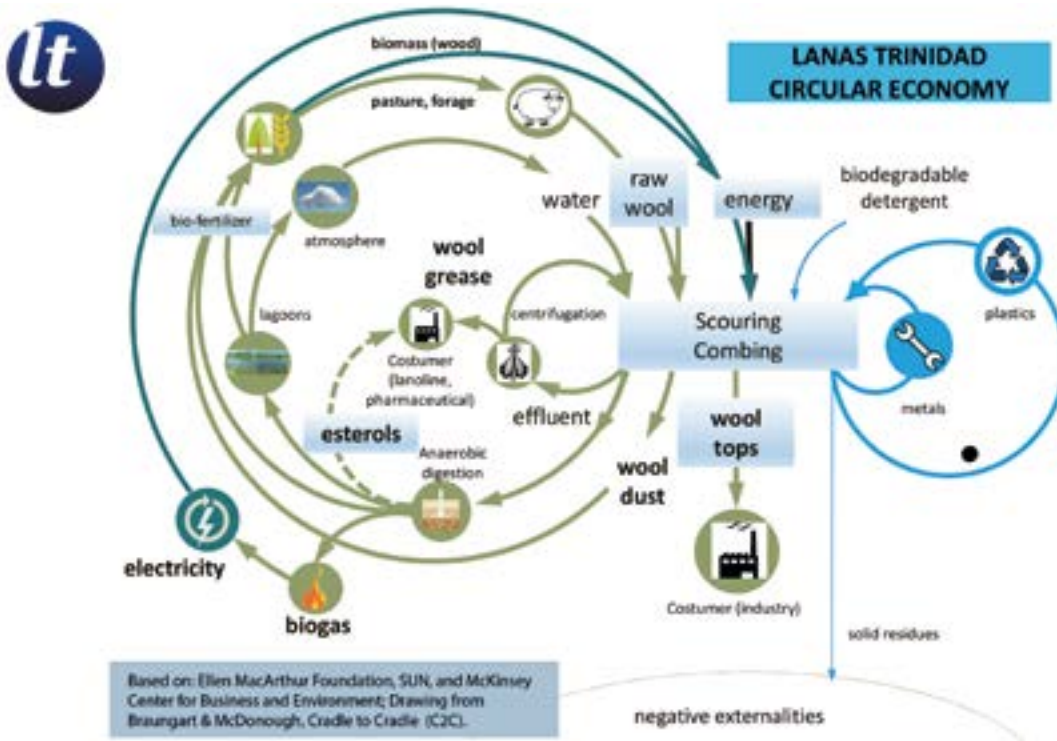 lt
biomass (wood)
LANAS TRINIDAD
CIRCULAR ECONOMY
pasture, forage
biodegradable
detergent
water
raw
wool
energy
bio-fertilizer
atmosphere
wool
grease
plastics
lagoons
centrifugation
Scouring
Combing
Costumer
(lanoline,
pharmaceutical)
metals
effluent
esterols
wool
tops
Anaerobic
digestion
wool
dust
electricity
biogas
Costumer (industry)
solid residues
Based on: Ellen MacArthur Foundation, SUN, and McKinsey
Center for Business and Environment; Drawing from
Braungart & McDonough, Cradle to Cradle (C2C).
negative externalities